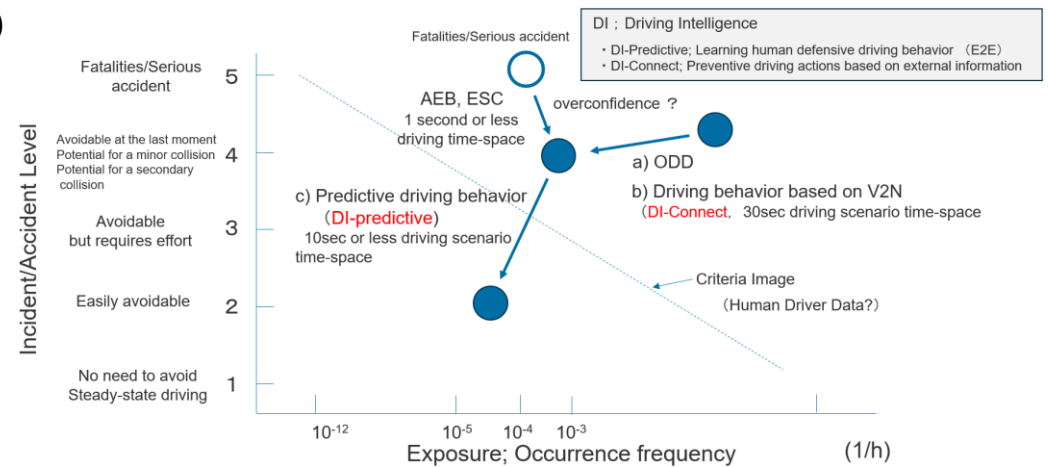 )
DI ; Driving Intelligence
・DI-Predictive; Learning human defensive driving behavior （E2E）
・DI-Connect; Preventive driving actions based on external information
Fatalities/Serious accident
Incident/Accident Level
Fatalities/Serious
accident
5
Avoidable at the last moment
Potential for a minor collision
Potential for a secondary
collision
4
Avoidable
but requires effort
3
Easily avoidable
2
No need to avoid
Steady-state driving
1
AEB, ESC
1 second or less
driving time-space
overconfidence ？
a) ODD
b) Driving behavior based on V2N
（DI-Connect, 30sec driving scenario time-space
c) Predictive driving behavior
（DI-predictive)
10sec or less driving scenario
time-space
Criteria Image
（Human Driver Data?）
10-12
10-5
10-4
10-3
Exposure; Occurrence frequency
(1/h)